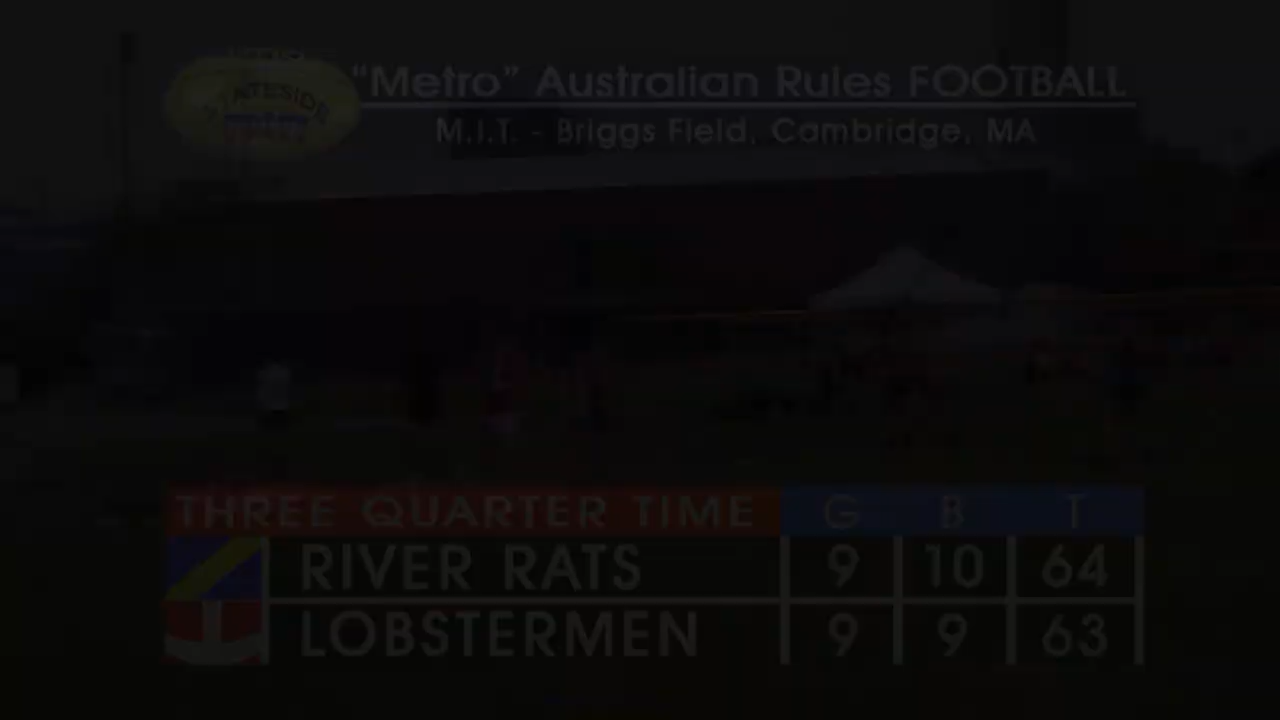 STATESIDE
"Metro" Australian Rules FOOTBALL
M.I.T. - Briggs Field, Cambridge, MA
THREE QUARTER TIME G B T
RIVER RATS 9 10 64
LOBSTERMEN 9 9 63